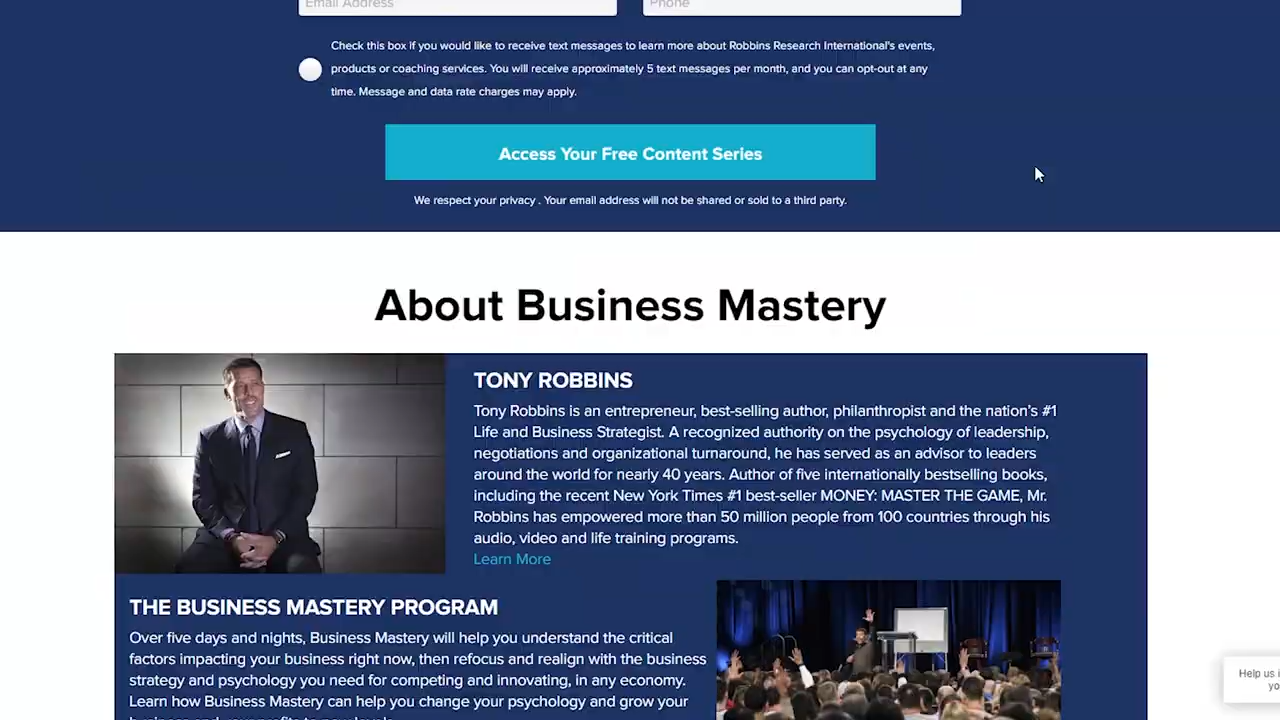 Email Address
Phone
Check this box if you would like to receive text messages to learn more about Robbins Research International's events,
products or coaching services. You will receive approximately 5 text messages per month, and you can opt-out at any
time. Message and data rate charges may apply.
Access Your Free Content Series
We respect your privacy . Your email address will not be shared or sold to a third party.
About Business Mastery
TONY ROBBINS
Tony Robbins is an entrepreneur, best-selling author, philanthropist and the nation's #1
Life and Business Strategist. A recognized authority on the psychology of leadership,
negotiations and organizational turnaround, he has served as an advisor to leaders
around the world for nearly 40 years. Author of five internationally bestselling books,
including the recent New York Times #1 best-seller MONEY: MASTER THE GAME, Mr.
Robbins has empowered more than 50 million people from 100 countries through his
audio, video and life training programs.
Learn More
THE BUSINESS MASTERY PROGRAM
Over five days and nights, Business Mastery will help you understand the critical
factors impacting your business right now, then refocus and realign with the business
strategy and psychology you need for competing and innovating, in any economy.
Learn how Business Mastery can help you change your psychology and grow your
Help us
yo